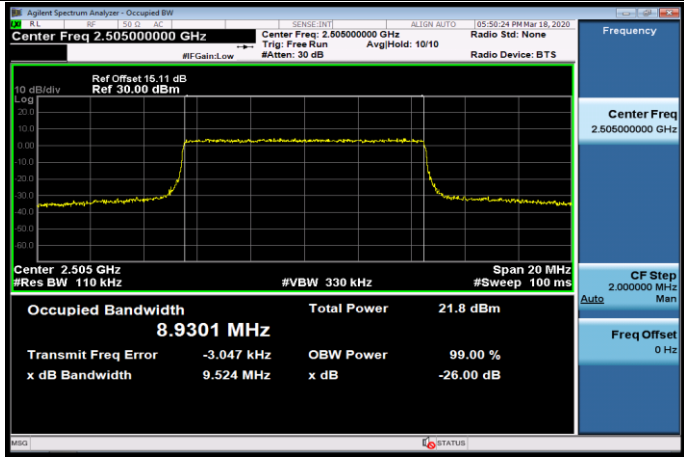 Agilent Spectrum Analyzer - Occupied BW
RL RF 50 Ω AC SENSE:INT ALIGN AUTO 05:50:24 PM Mar 18, 2020
Center Freq 2.505000000 GHz
Center Freq: 2.505000000 GHz
Radio Std: None
Trig: Free Run Avg|Hold: 10/10
#IFGain:Low #Atten: 30 dB
Radio Device: BTS
Frequency
Ref Offset 15.11 dB
10 dB/div Ref 30.00 dBm
Log
20.0
10.0
0.00
-10.0
-20.0
-30.0
-40.0
-50.0
-60.0
Center Freq
2.505000000 GHz
Center 2.505 GHz Span 20 MHz
#Res BW 110 kHz #VBW 330 kHz #Sweep 100 ms
CF Step
2.000000 MHz
Auto Man
Occupied Bandwidth Total Power 21.8 dBm
8.9301 MHz
Transmit Freq Error -3.047 kHz OBW Power 99.00 %
x dB Bandwidth 9.524 MHz x dB -26.00 dB
Freq Offset
0 Hz
MSG STATUS